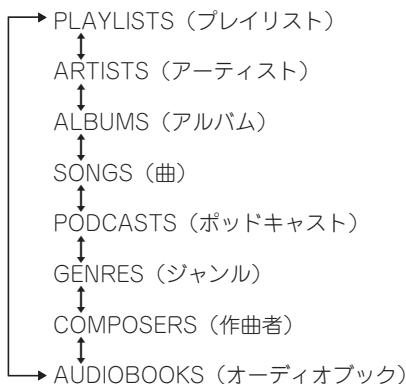 PLAYLISTS（プレイリスト）
ARTISTS（アーティスト）
ALBUMS（アルバム）
SONGS（曲）
PODCASTS（ポッドキャスト）
GENRES（ジャンル）
COMPOSERS（作曲者）
AUDIOBOOKS（オーディオブック）